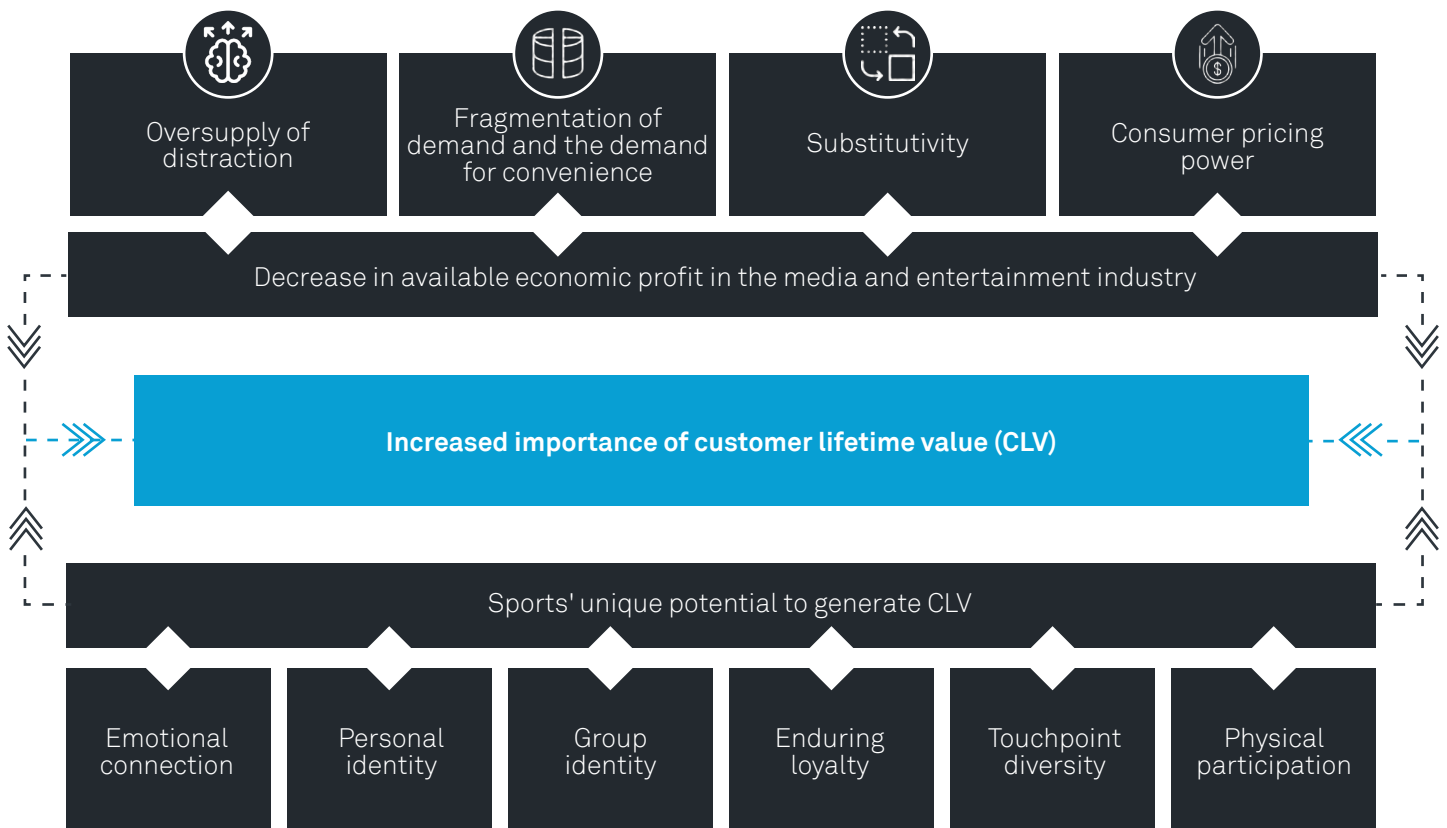 Oversupply of
distraction
Fragmentation of
demand and the demand
for convenience
Substitutivity
Consumer pricing
power
$
Decrease in available economic profit in the media and entertainment industry
Increased importance of customer lifetime value (CLV)
Sports' unique potential to generate CLV
Emotional
connection
Personal
identity
Group
identity
Enduring
loyalty
Touchpoint
diversity
Physical
participation